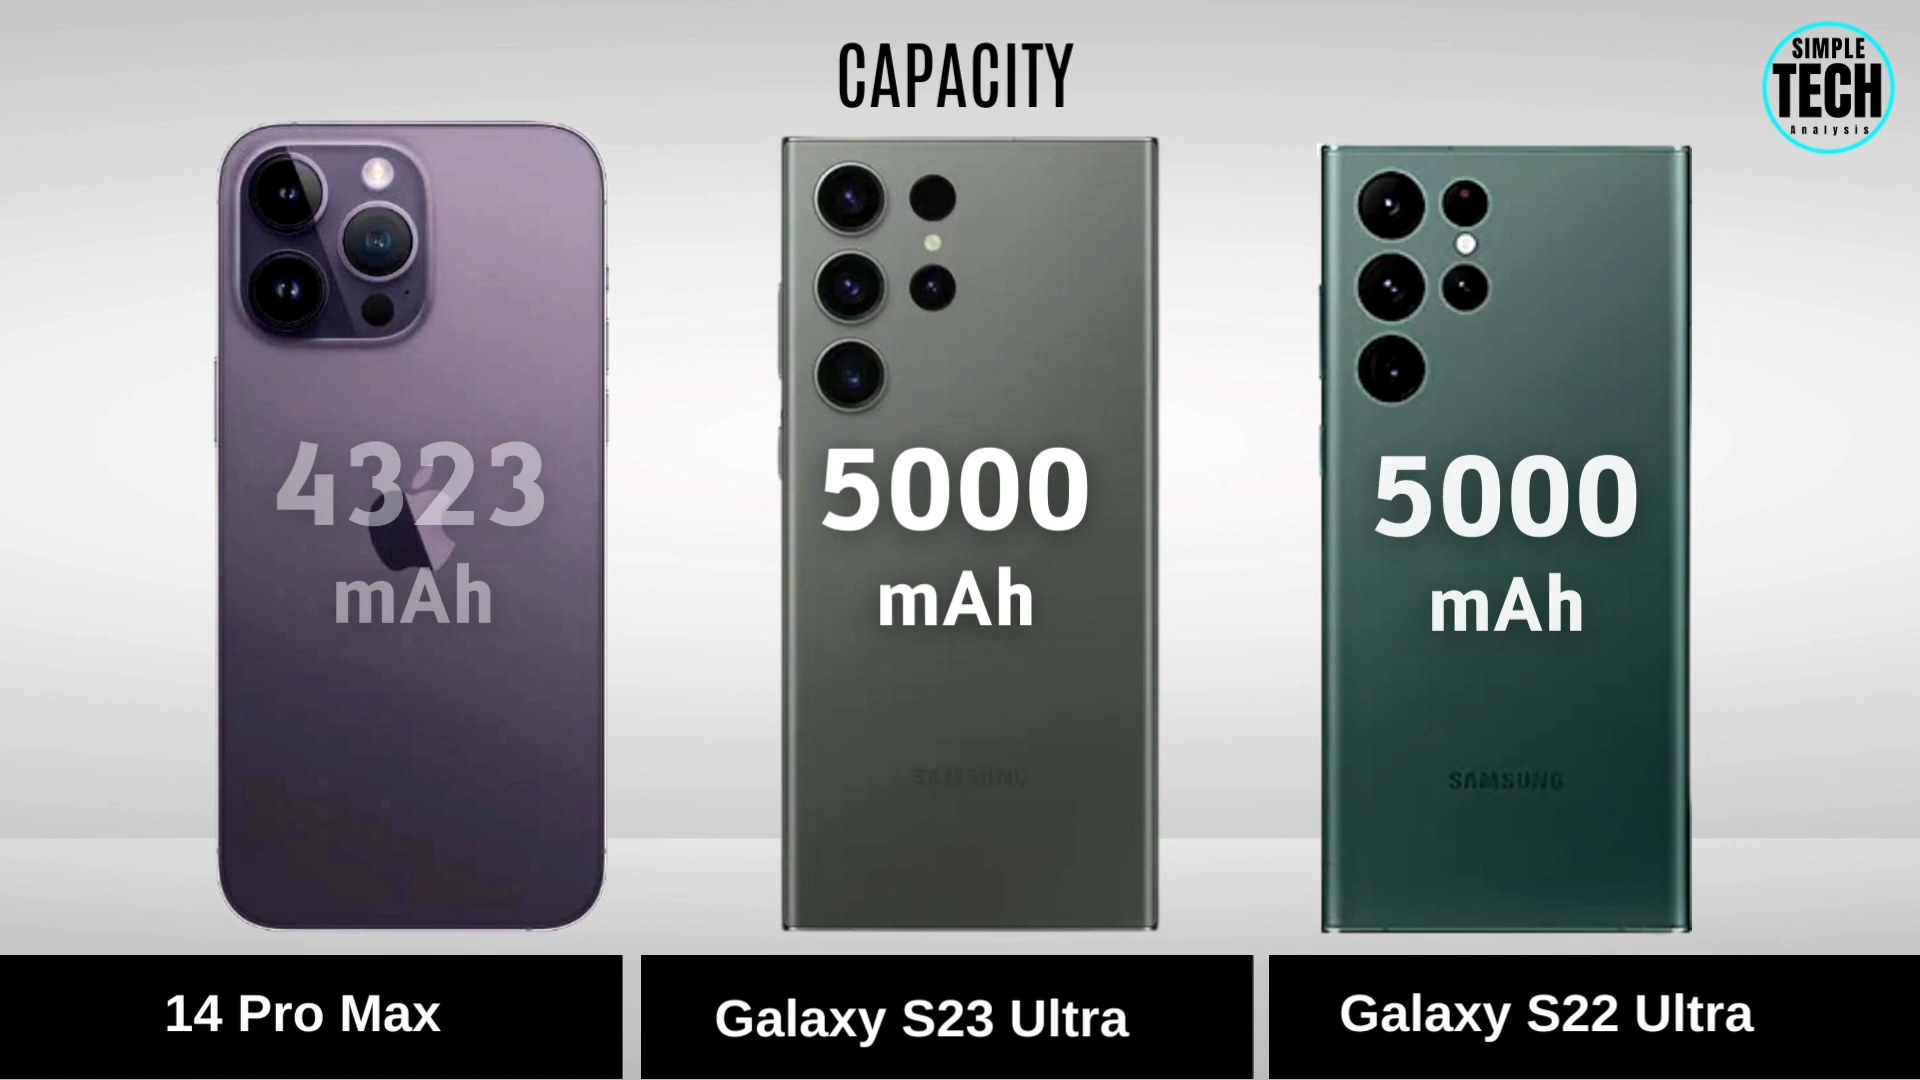 CAPACITY
SIMPLE
TECH
Analysis
4323
mAh
5000
mAh
SAMSUNG
5000
mAh
SAMSUNG
14 Pro Max
Galaxy S23 Ultra
Galaxy S22 Ultra